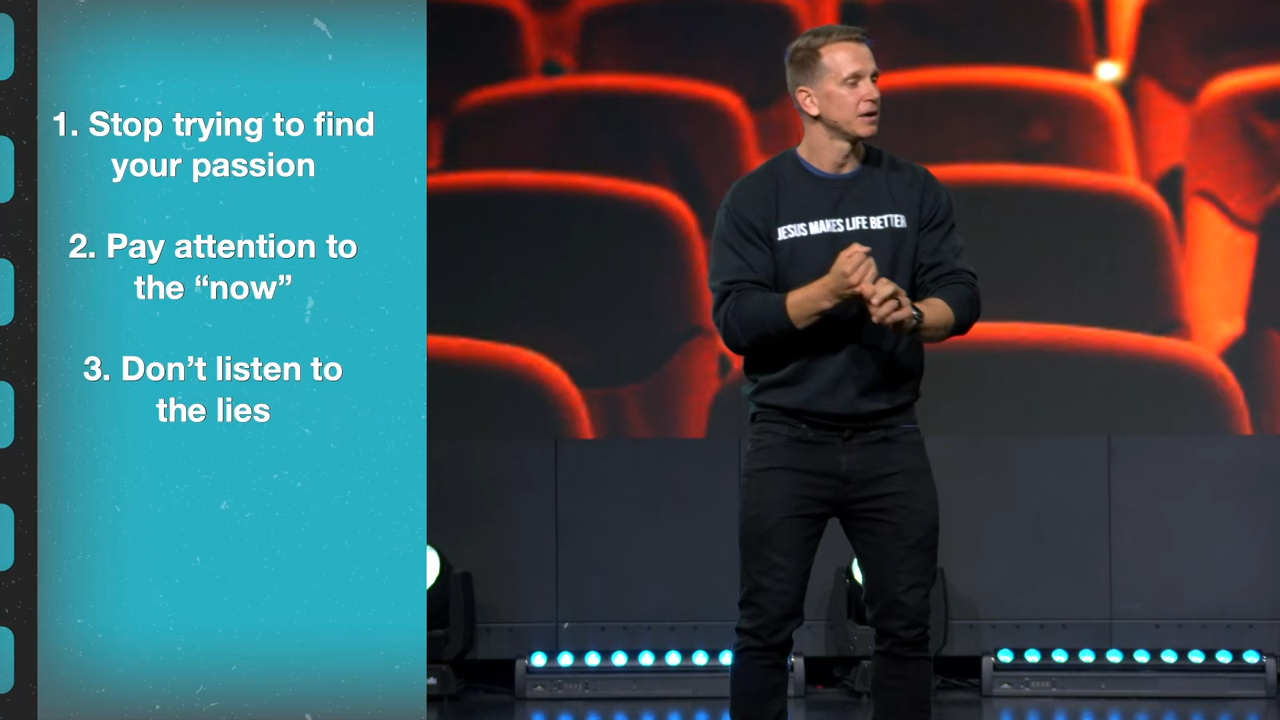 1. Stop trying to find
your passion
2. Pay attention to
the “now”
3. Don’t listen to
the lies
JESUS MAKES LIFE BETTER